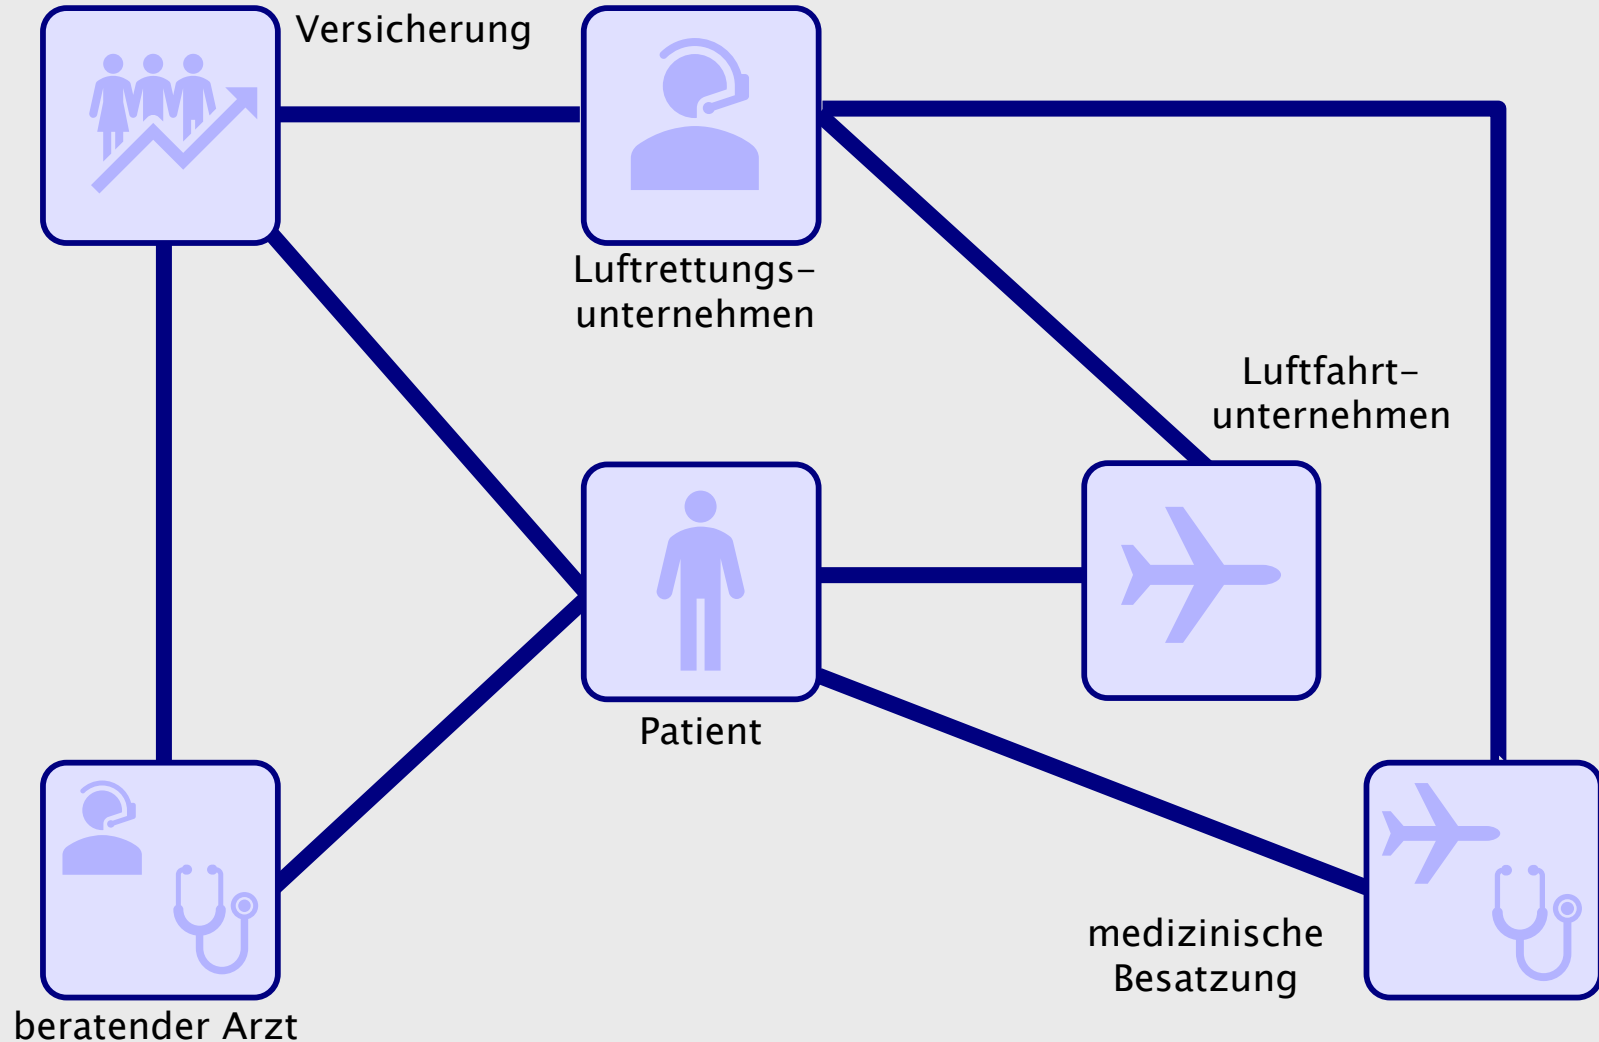 Versicherung
Luftrettungs-
unternehmen
Luftfahrt-
unternehmen
Patient
medizinische
Besatzung
beratender Arzt